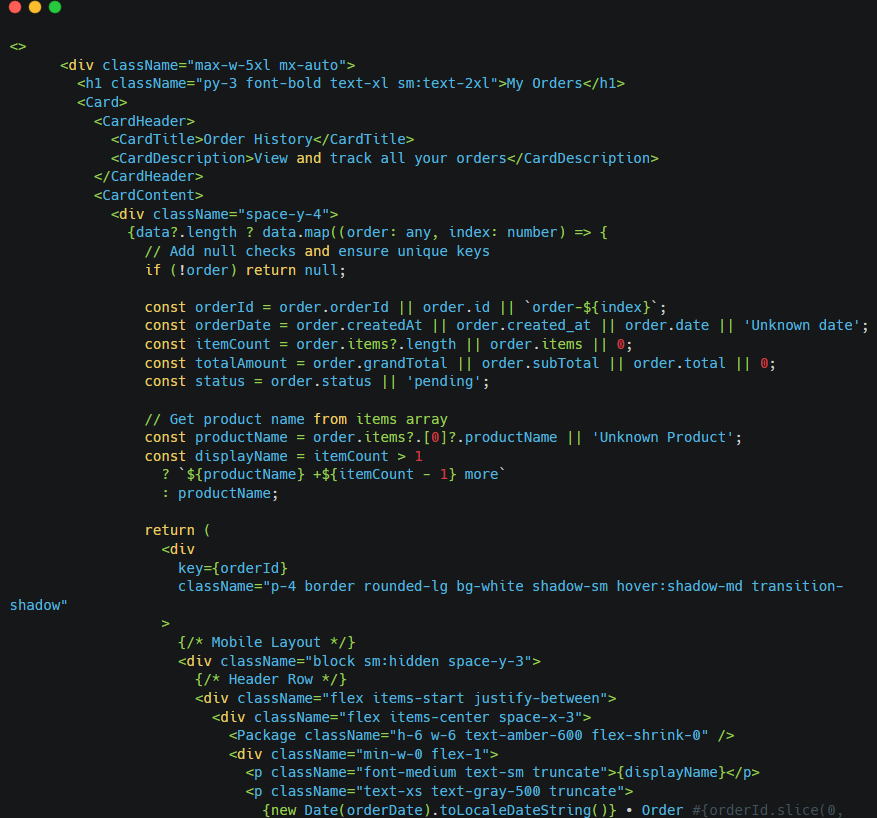 <>
<div className="max-w-5xl mx-auto">
<h1 className="py-3 font-bold text-xl sm:text-2xl">My Orders</h1>
<Card>
<CardHeader>
<CardTitle>Order History</CardTitle>
<CardDescription>View and track all your orders</CardDescription>
</CardHeader>
<CardContent>
<div className="space-y-4">
{data?.length ? data.map((order: any, index: number) => {
// Add null checks and ensure unique keys
if (!order) return null;
const orderId = order.orderId || order.id || `order-${index}`;
const orderDate = order.createdAt || order.created_at || order.date || 'Unknown date';
const itemCount = order.items?.length || order.items || 0;
const totalAmount = order.grandTotal || order.subTotal || order.total || 0;
const status = order.status || 'pending';
// Get product name from items array
const productName = order.items?.[0]?.productName || 'Unknown Product';
const displayName = itemCount > 1
? `${productName} +${itemCount - 1} more`
: productName;
return (
<div
key={orderId}
className="p-4 border rounded-lg bg-white shadow-sm hover:shadow-md transition-
shadow"
>
{/* Mobile Layout */}
<div className="block sm:hidden space-y-3">
{/* Header Row */}
<div className="flex items-start justify-between">
<div className="flex items-center space-x-3">
<Package className="h-6 w-6 text-amber-600 flex-shrink-0" />
<div className="min-w-0 flex-1">
<p className="font-medium text-sm truncate">{displayName}</p>
<p className="text-xs text-gray-500 truncate">
{new Date(orderDate).toLocaleDateString()} • Order #{orderId.slice(0,